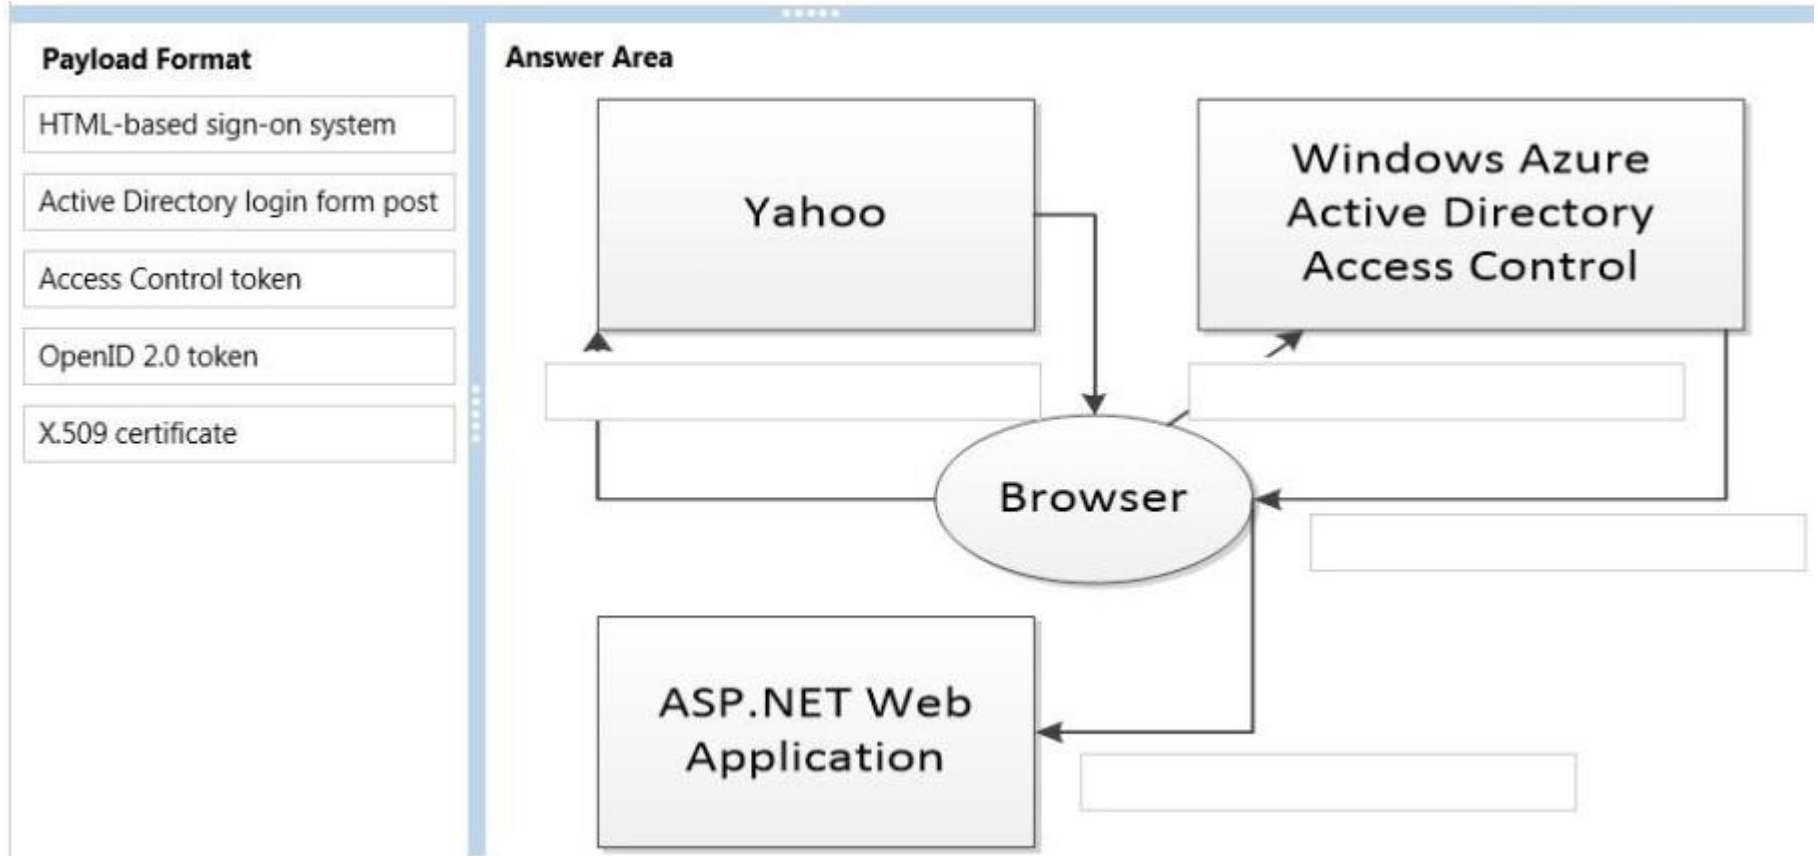 Payload Format
HTML-based sign-on system
Active Directory login form post
Access Control token
OpenID 2.0 token
X.509 certificate
Answer Area
Yahoo
Windows Azure
Active Directory
Access Control
Browser
ASP.NET Web
Application